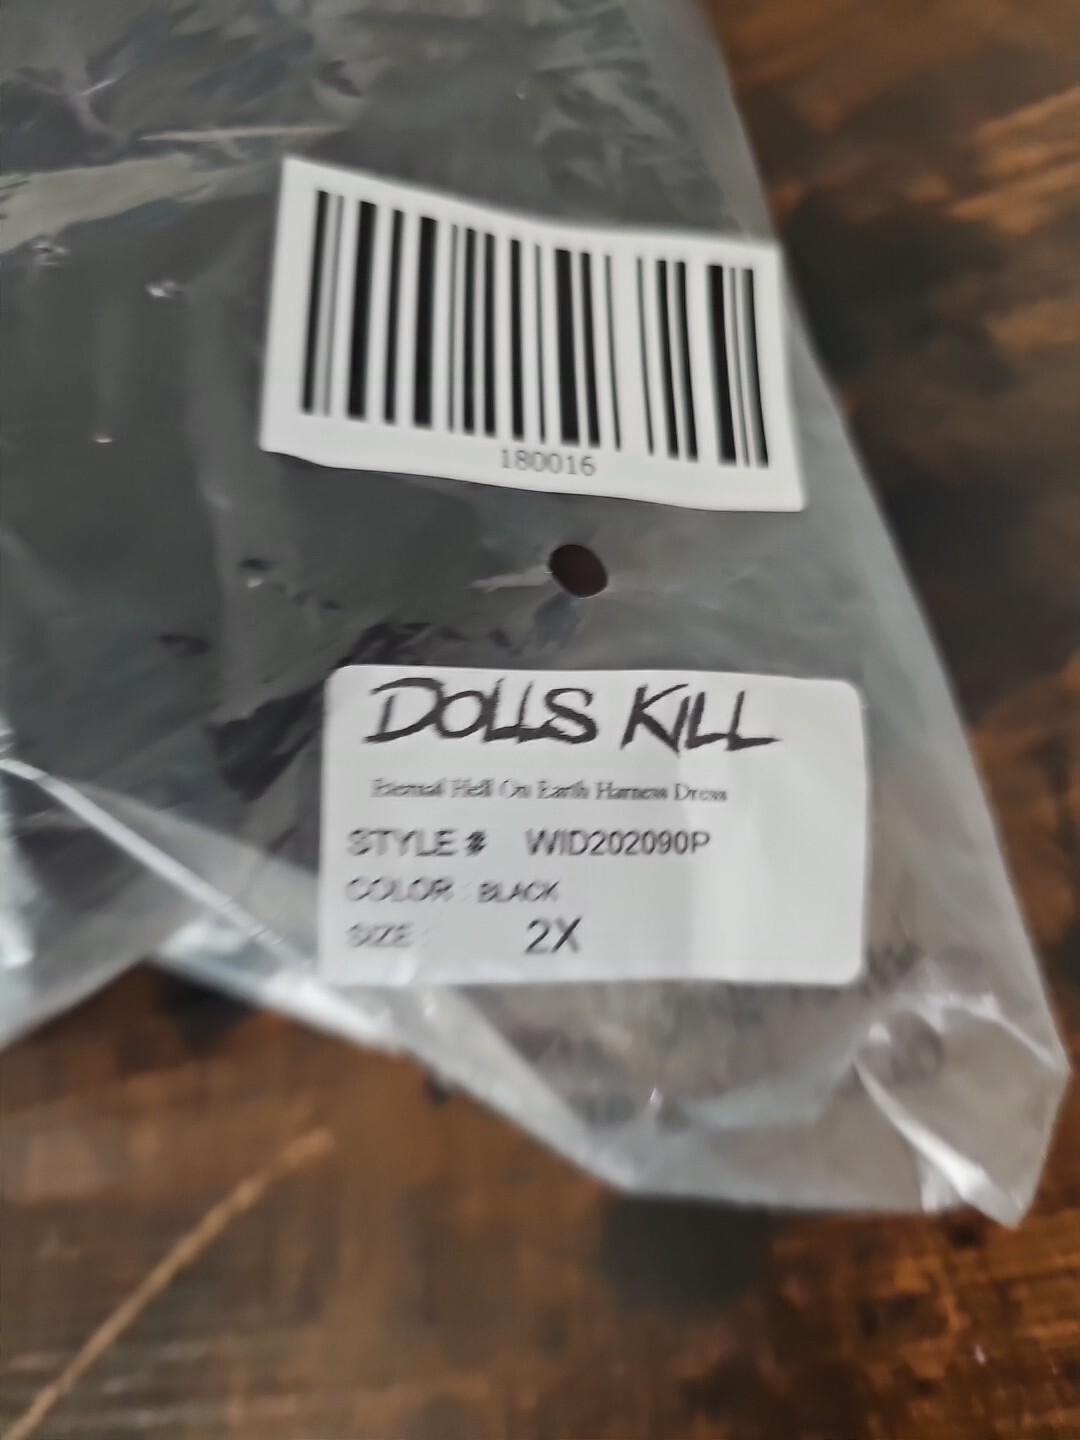 180016
DOLLS KILL
Eternal Hell On Earth Harness Dress
STYLE # WID202090P
COLOR : BLACK
SIZE : 2X